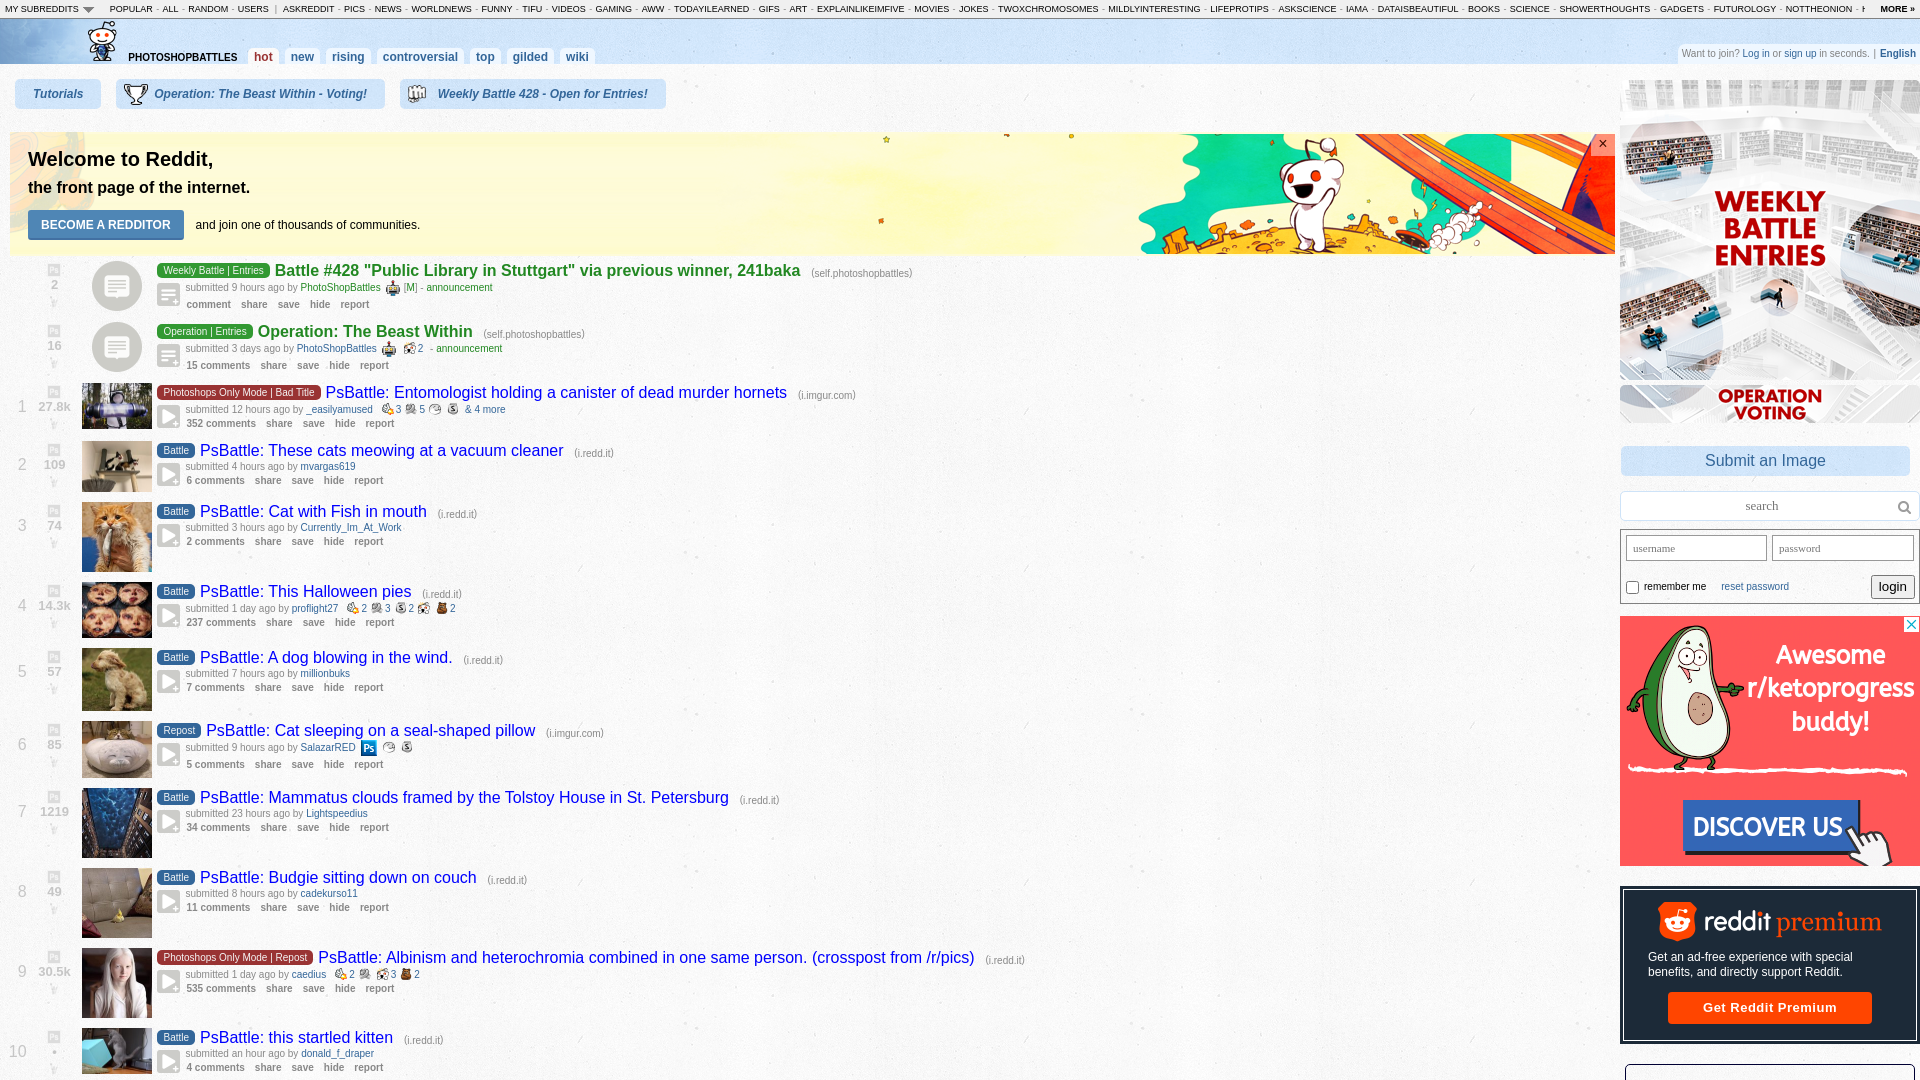 MY SUBREDDITS POPULAR - ALL - RANDOM - USERS | ASKREDDIT - PICS - NEWS - WORLDNEWS - FUNNY - TIFU - VIDEOS - GAMING - AWW - TODAYILEARNED - GIFS - ART - EXPLAINLIKEIMFIVE - MOVIES - JOKES - TWOXCHROMOSOMES - MILDLYINTERESTING - LIFEPROTIPS - ASKSCIENCE - IAMA - DATAISBEAUTIFUL - BOOKS - SCIENCE - SHOWERTHOUGHTS - GADGETS - FUTUROLOGY - NOTTHEONION - MORE »
PHOTOSHOPBATTLES hot new rising controversial top gilded wiki
Want to join? Log in or sign up in seconds. | English
Tutorials
Operation: The Beast Within - Voting!
Weekly Battle 428 - Open for Entries!
Welcome to Reddit,
the front page of the internet.
BECOME A REDDITOR and join one of thousands of communities.
×
2
Weekly Battle | Entries Battle #428 "Public Library in Stuttgart" via previous winner, 241baka (self.photoshopbattles)
submitted 9 hours ago by PhotoShopBattles [M] - announcement
comment share save hide report
16
Operation | Entries Operation: The Beast Within (self.photoshopbattles)
submitted 3 days ago by PhotoShopBattles 2 - announcement
15 comments share save hide report
1 27.8k
Photoshops Only Mode | Bad Title PsBattle: Entomologist holding a canister of dead murder hornets (i.imgur.com)
submitted 12 hours ago by _easilyamused 3 5 & 4 more
352 comments share save hide report
2 109
Battle PsBattle: These cats meowing at a vacuum cleaner (i.redd.it)
submitted 4 hours ago by mvargas619
6 comments share save hide report
3 74
Battle PsBattle: Cat with Fish in mouth (i.redd.it)
submitted 3 hours ago by Currently_Im_At_Work
2 comments share save hide report
4 14.3k
Battle PsBattle: This Halloween pies (i.redd.it)
submitted 1 day ago by proflight27 2 3 2 2
237 comments share save hide report
5 57
Battle PsBattle: A dog blowing in the wind. (i.redd.it)
submitted 7 hours ago by millionbuks
7 comments share save hide report
6 85
Repost PsBattle: Cat sleeping on a seal-shaped pillow (i.imgur.com)
submitted 9 hours ago by SalazarRED Ps
5 comments share save hide report
7 1219
Battle PsBattle: Mammatus clouds framed by the Tolstoy House in St. Petersburg (i.redd.it)
submitted 23 hours ago by Lightspeedius
34 comments share save hide report
8 49
Battle PsBattle: Budgie sitting down on couch (i.redd.it)
submitted 8 hours ago by cadekurso11
11 comments share save hide report
9 30.5k
Photoshops Only Mode | Repost PsBattle: Albinism and heterochromia combined in one same person. (crosspost from /r/pics) (i.redd.it)
submitted 1 day ago by caedius 2 3 2
535 comments share save hide report
10 •
Battle PsBattle: this startled kitten (i.redd.it)
submitted an hour ago by donald_f_draper
4 comments share save hide report
WEEKLY
BATTLE
ENTRIES
OPERATION
VOTING
Submit an Image
search
username password
remember me reset password login
Awesome
r/ketoprogress
buddy!
DISCOVER US
reddit premium
Get an ad-free experience with special
benefits, and directly support Reddit.
Get Reddit Premium